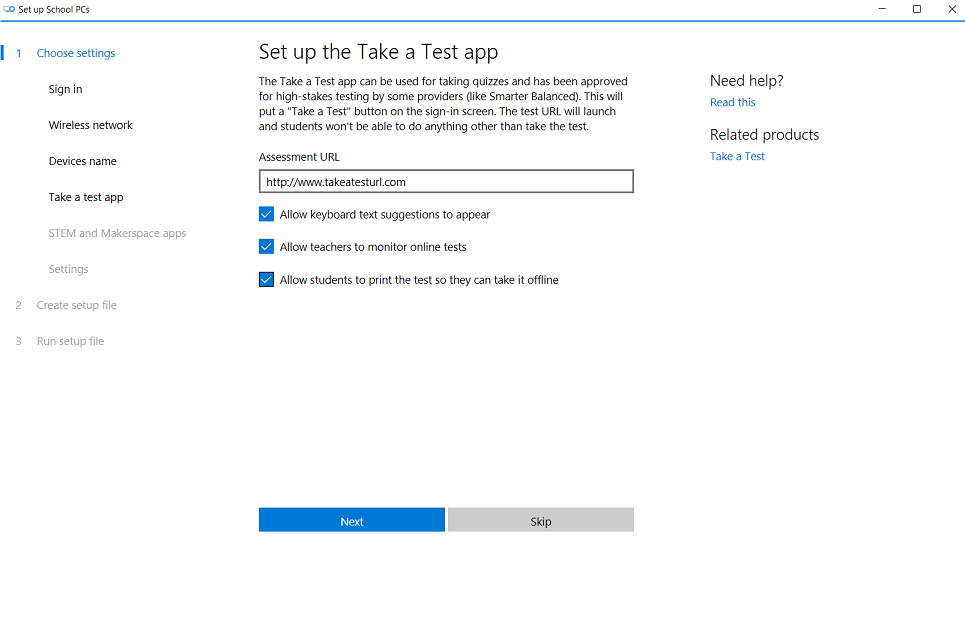 Set up School PCs
1 Choose settings
Sign in
Wireless network
Devices name
Take a test app
STEM and Makerspace apps
Settings
2 Create setup file
3 Run setup file
Set up the Take a Test app
The Take a Test app can be used for taking quizzes and has been approved
for high-stakes testing by some providers (like Smarter Balanced). This will
put a "Take a Test" button on the sign-in screen. The test URL will launch
and students won't be able to do anything other than take the test.
Assessment URL
http://www.takeatesturl.com
Allow keyboard text suggestions to appear
Allow teachers to monitor online tests
Allow students to print the test so they can take it offline
Next
Skip
Need help?
Read this
Related products
Take a Test